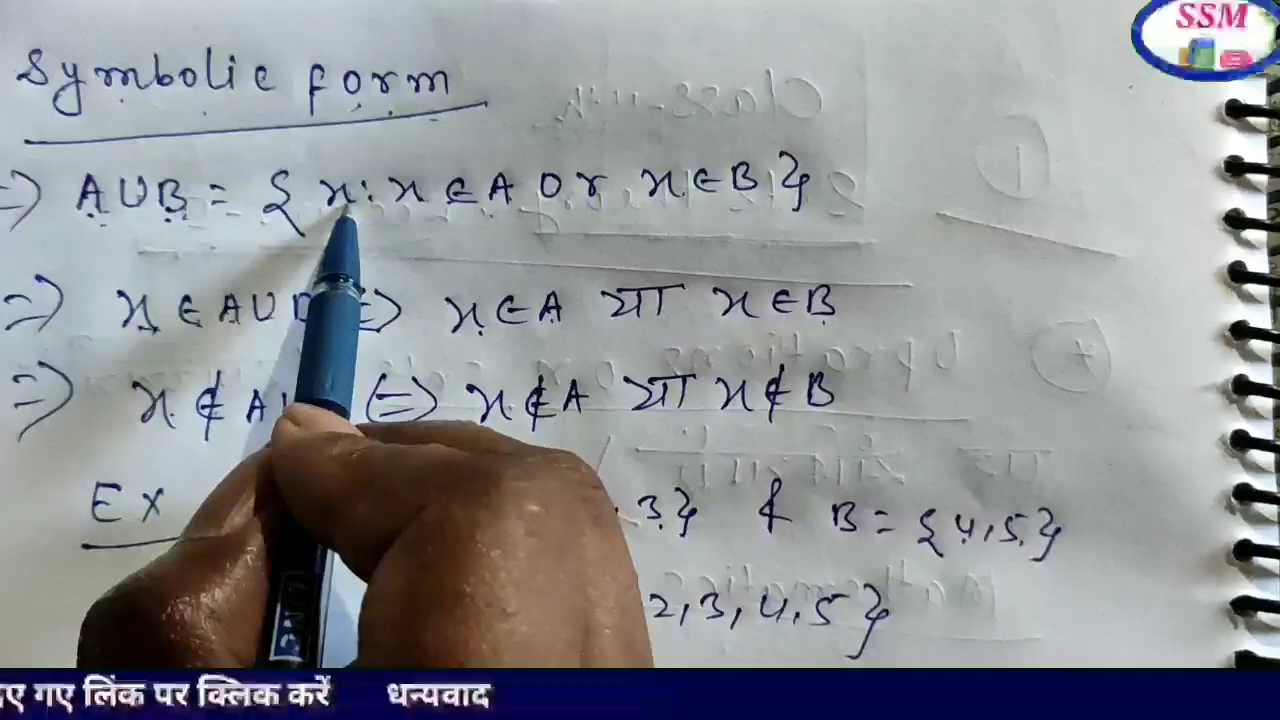 SSM
Symbolic form
=> A∪B = { x : x ∈ A or x ∈ B }
=> x ∈ A∪B <=> x ∈ A या x ∈ B
=> x ∉ A∪ <=> x ∉ A या x ∉ B
Ex , 3 } & B = { 4, 5 }
2, 3, 4, 5 }
गए लिंक पर क्लिक करें धन्यवाद